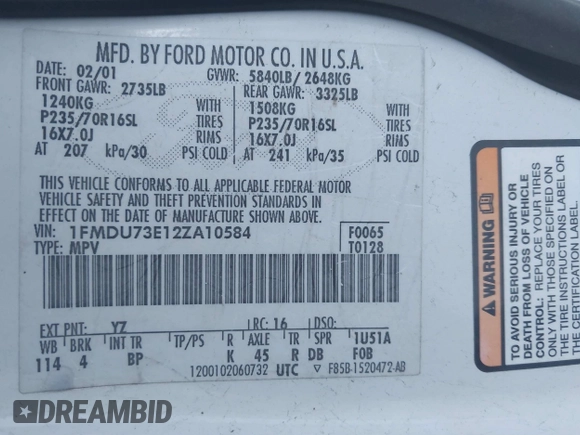 MFD. BY FORD MOTOR CO. IN U.S.A.
DATE: 02/01 GVWR: 5840LB/ 2648KG
FRONT GAWR: 2735LB REAR GAWR: 3325LB
1240KG WITH 1508KG WITH
P235/70R16SL TIRES P235/70R16SL TIRES
16X7.0J RIMS 16X7.0J RIMS
AT 207 kPa/30 PSI COLD AT 241 kPa/35 PSI COLD
THIS VEHICLE CONFORMS TO ALL APPLICABLE FEDERAL MOTOR
VEHICLE SAFETY AND THEFT PREVENTION STANDARDS IN
EFFECT ON THE DATE OF MANUFACTURE SHOWN ABOVE.
VIN: 1FMDU73E12ZA10584 F0065
TYPE: MPV T0128
EXT PNT: YZ RC: 16 DSO:
WB BRK INT TR TP/PS R AXLE TR SPR 1U51A
114 4 BP K 45 R DB F0B
1200102060732 UTC ▽ F85B-1520472-AB
TO AVOID SERIOUS INJURY OR
DEATH FROM LOSS OF VEHICLE
CONTROL: REPLACE YOUR TIRES
WITH TIRES
ONLY WITH THOSE SPECIFIED ON
THE CERTIFICATION LABEL.
DREAMBID